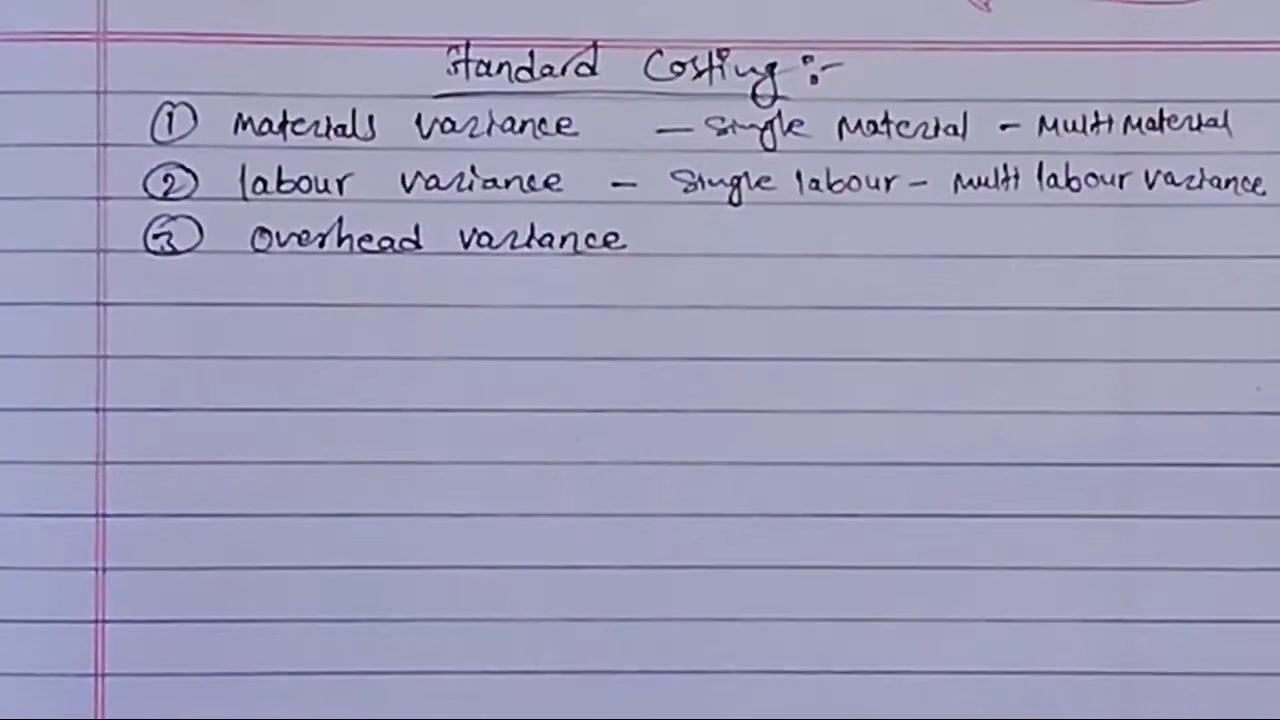 Standard Costing :-
① Materials variance — Single Material - Multi Material
② labour variance - Single labour - Multi labour variance
③ overhead variance